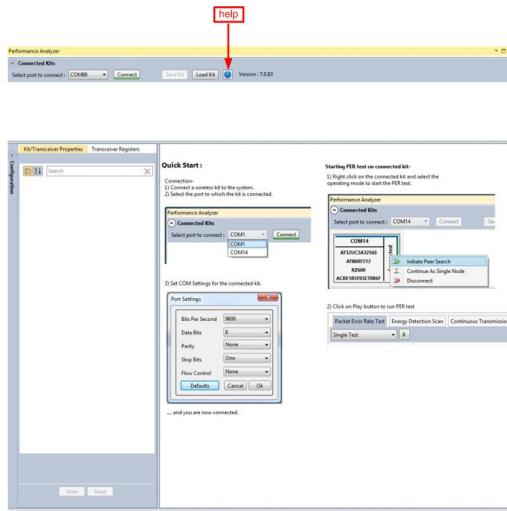 help
Performance Analyzer
Connected Kits
Select port to connect : COM88 Connect Save Kit Load Kit ? Version : 7.0.83
Kit/Transceiver Properties Transceiver Registers
Configuration
Search
Quick Start :
Connection-
1) Connect a wireless kit to the system.
2) Select the port to which the kit is connected.
Performance Analyzer
Connected Kits
Select port to connect : COM1 Connect
COM1
COM14
3) Set COM Settings for the connected kit.
Port Settings
Bits Per Second 9600
Data Bits 8
Parity None
Stop Bits One
Flow Control None
Defaults Cancel Ok
.... and you are now connected.
Write Read
Starting PER test on connected kit-
1) Right click on the connected kit and select the
operating mode to start the PER test.
Performance Analyzer
Connected Kits
Select port to connect : COM14 Connect
COM14
AT32UC3A3256S
AT86RF212
RZ600
Initiate Peer Search
Continue As Single Node
Disconnect
2) Click on Play button to run PER test
Packet Error Rate Test Energy Detection Scan Continuous Transmission
Single Test